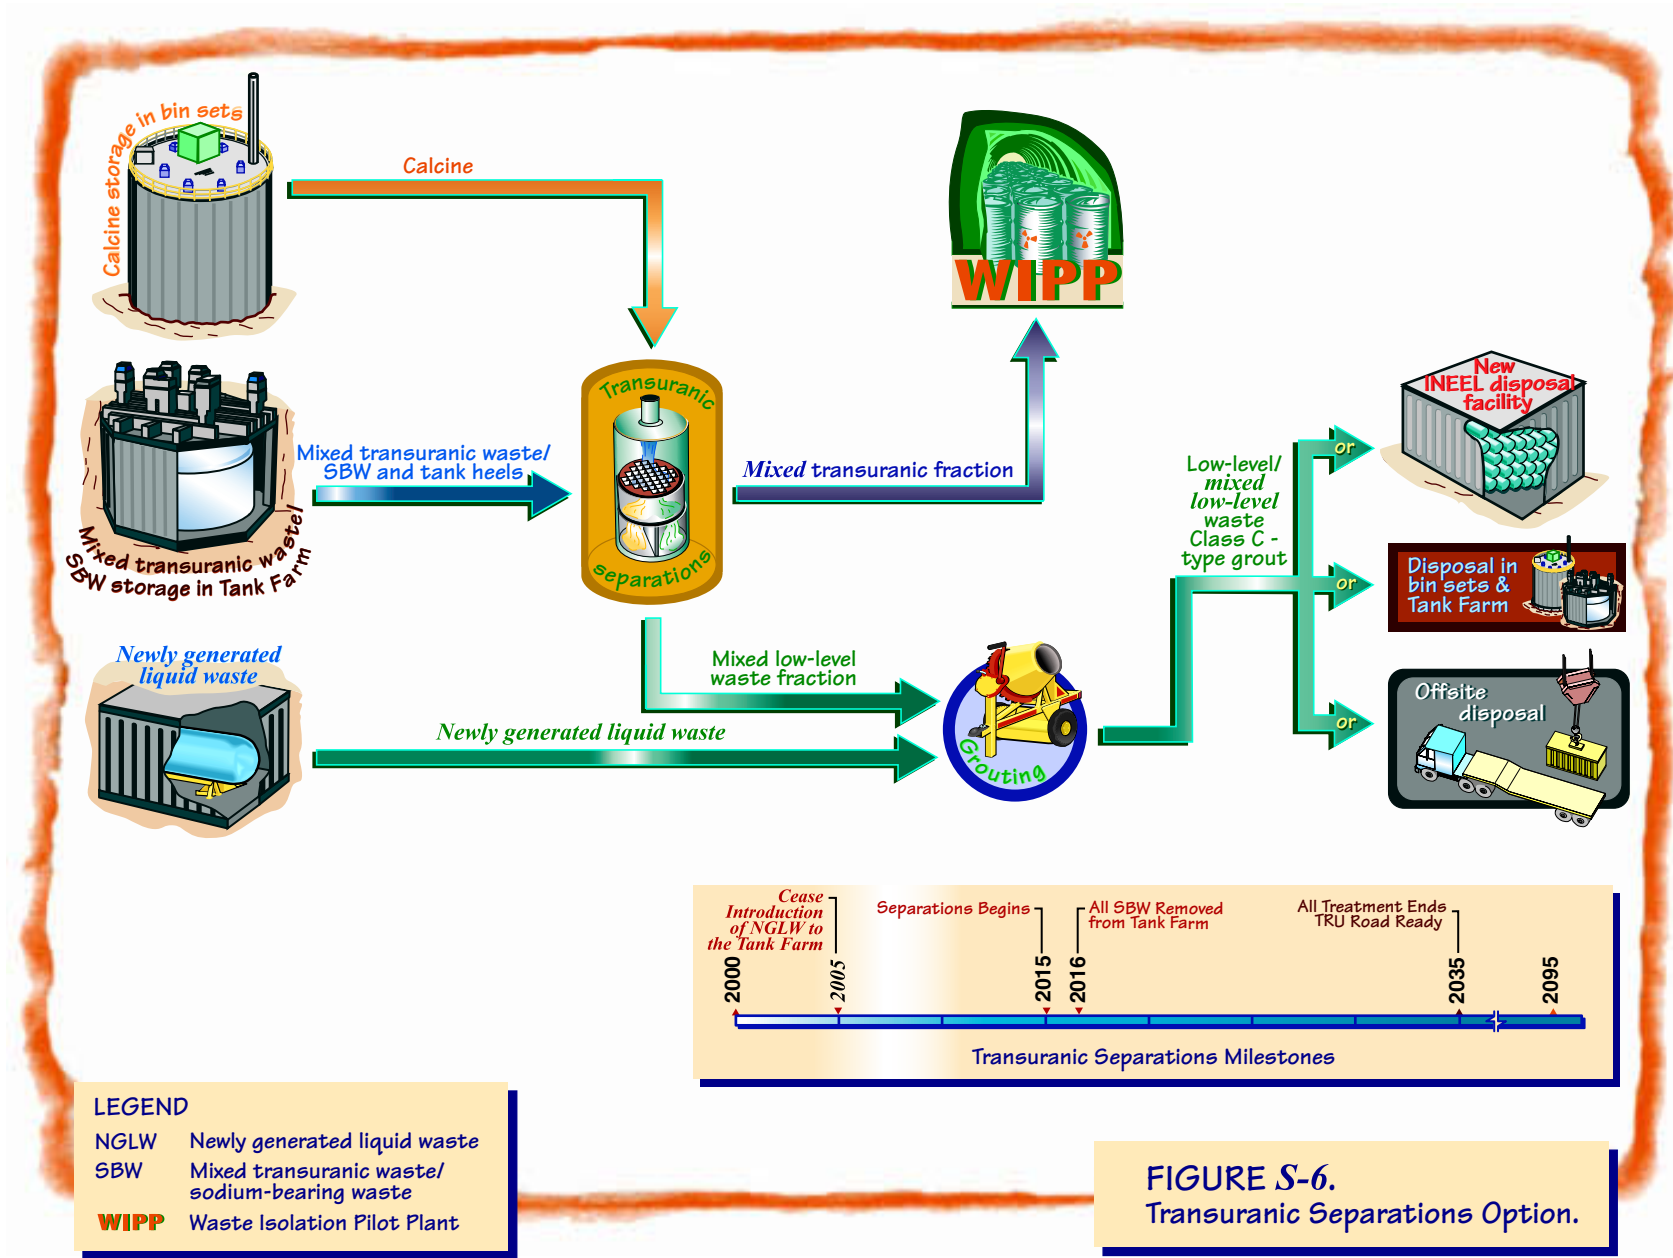 Calcine storage in bin sets
Calcine
WIPP
Transuranic
separations
Mixed transuranic waste/
SBW and tank heels
Mixed transuranic fraction
Mixed transuranic waste/
SBW storage in Tank Farm
Low-level/
mixed
low-level
waste
Class C -
type grout
or
or
or
New
INEEL disposal
facility
Disposal in
bin sets &
Tank Farm
Offsite
disposal
Newly generated
liquid waste
Mixed low-level
waste fraction
Newly generated liquid waste
Grouting
Cease
Introduction
of NGLW to
the Tank Farm
Separations Begins
All SBW Removed
from Tank Farm
All Treatment Ends
TRU Road Ready
2000
2005
2015
2016
2035
2095
Transuranic Separations Milestones
LEGEND
NGLW Newly generated liquid waste
SBW Mixed transuranic waste/
sodium-bearing waste
WIPP Waste Isolation Pilot Plant
FIGURE S-6.
Transuranic Separations Option.